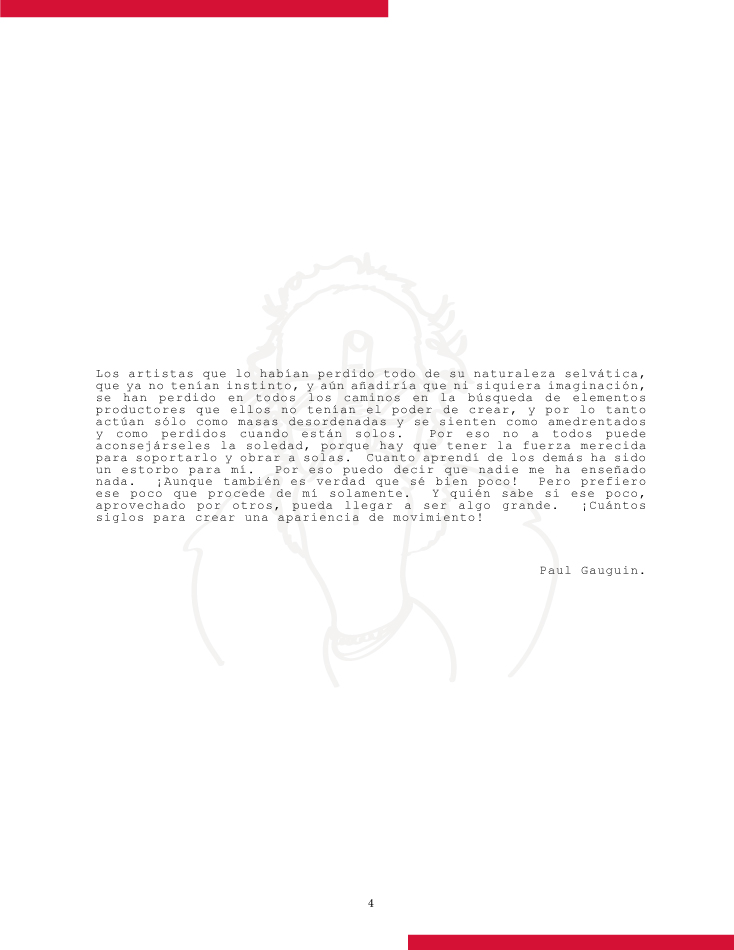 Los artistas que lo habían perdido todo de su naturaleza selvática,
que ya no tenían instinto, y aún añadiría que ni siquiera imaginación,
se han perdido en todos los caminos en la búsqueda de elementos
productores que ellos no tenían el poder de crear, y por lo tanto
actúan sólo como masas desordenadas y se sienten como amedrentados
y como perdidos cuando están solos. Por eso no a todos puede
aconsejárseles la soledad, porque hay que tener la fuerza merecida
para soportarlo y obrar a solas. Cuanto aprendí de los demás ha sido
un estorbo para mí. Por eso puedo decir que nadie me ha enseñado
nada. ¡Aunque también es verdad que sé bien poco! Pero prefiero
ese poco que procede de mí solamente. Y quién sabe si ese poco,
aprovechado por otros, pueda llegar a ser algo grande. ¡Cuántos
siglos para crear una apariencia de movimiento!
Paul Gauguin.
4